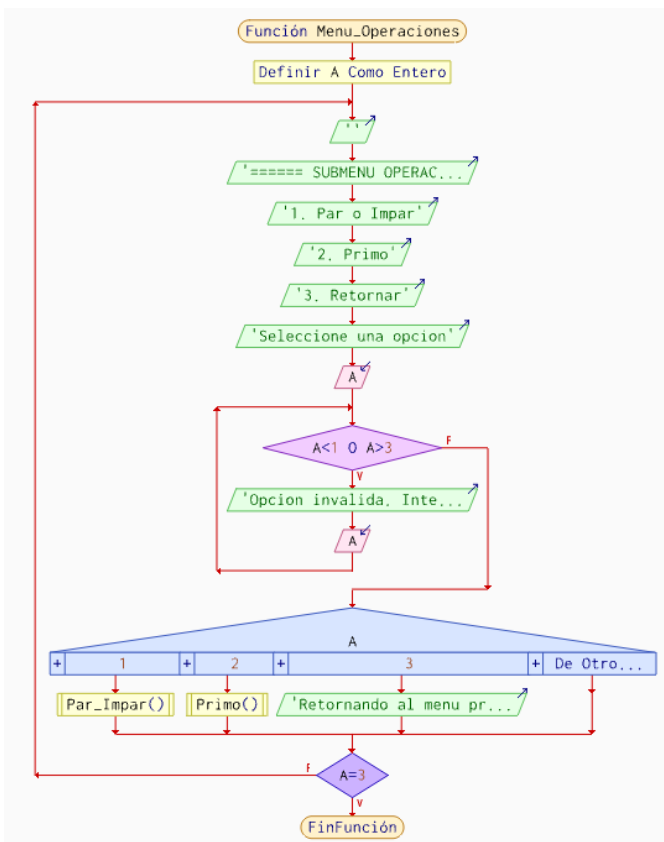 Función Menu_Operaciones
Definir A Como Entero
''
'====== SUBMENU OPERAC...
'1. Par o Impar'
'2. Primo'
'3. Retornar'
'Seleccione una opcion'
A
A<1 O A>3
F
V
'Opcion invalida. Inte...
A
A
+ 1 + 2 + 3 + De Otro...
Par_Impar() Primo() 'Retornando al menu pr...
F
A=3
V
FinFunción